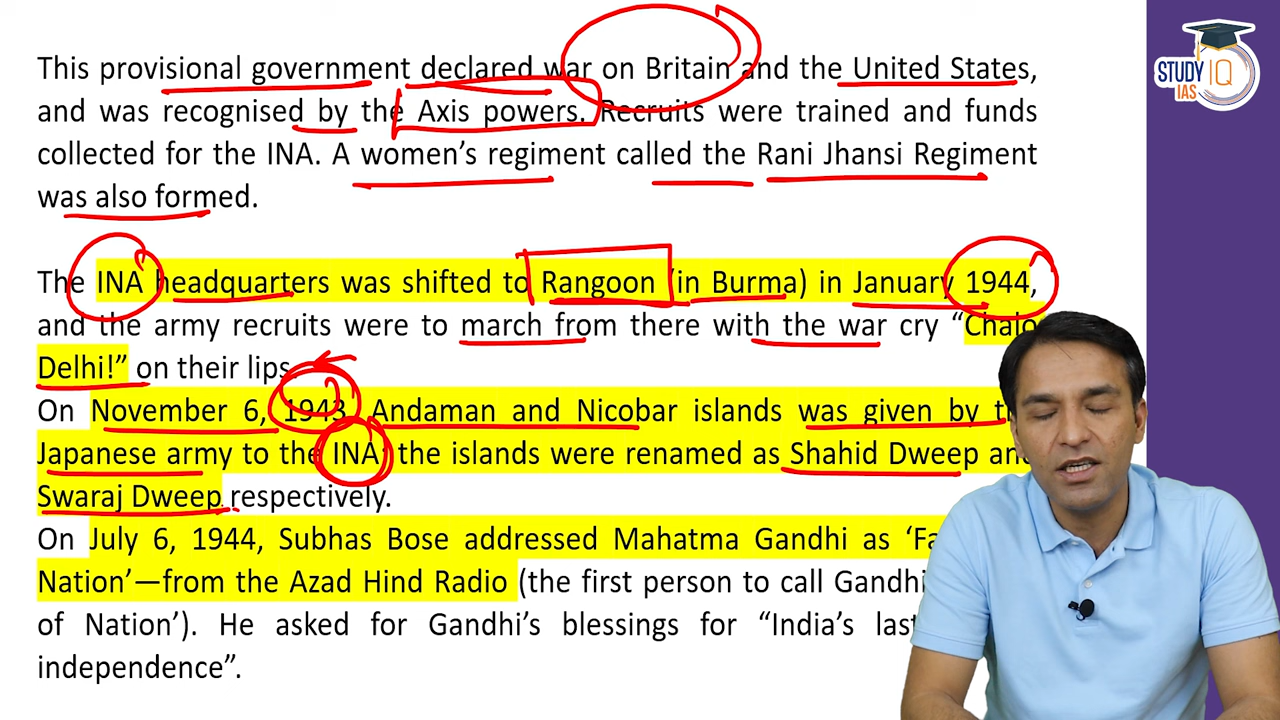 This provisional government declared war on Britain and the United States,
and was recognised by the Axis powers. Recruits were trained and funds
collected for the INA. A women's regiment called the Rani Jhansi Regiment
was also formed.
The INA headquarters was shifted to Rangoon (in Burma) in January 1944,
and the army recruits were to march from there with the war cry “Chalo
Delhi!” on their lips.
On November 6, 1943, Andaman and Nicobar islands was given by
Japanese army to the INA; the islands were renamed as Shahid Dweep and
Swaraj Dweep respectively.
On July 6, 1944, Subhas Bose addressed Mahatma Gandhi as
Nation’—from the Azad Hind Radio (the first person to call Gandhi
of Nation’). He asked for Gandhi’s blessings for “India’s
independence”.
STUDY IQ
IAS